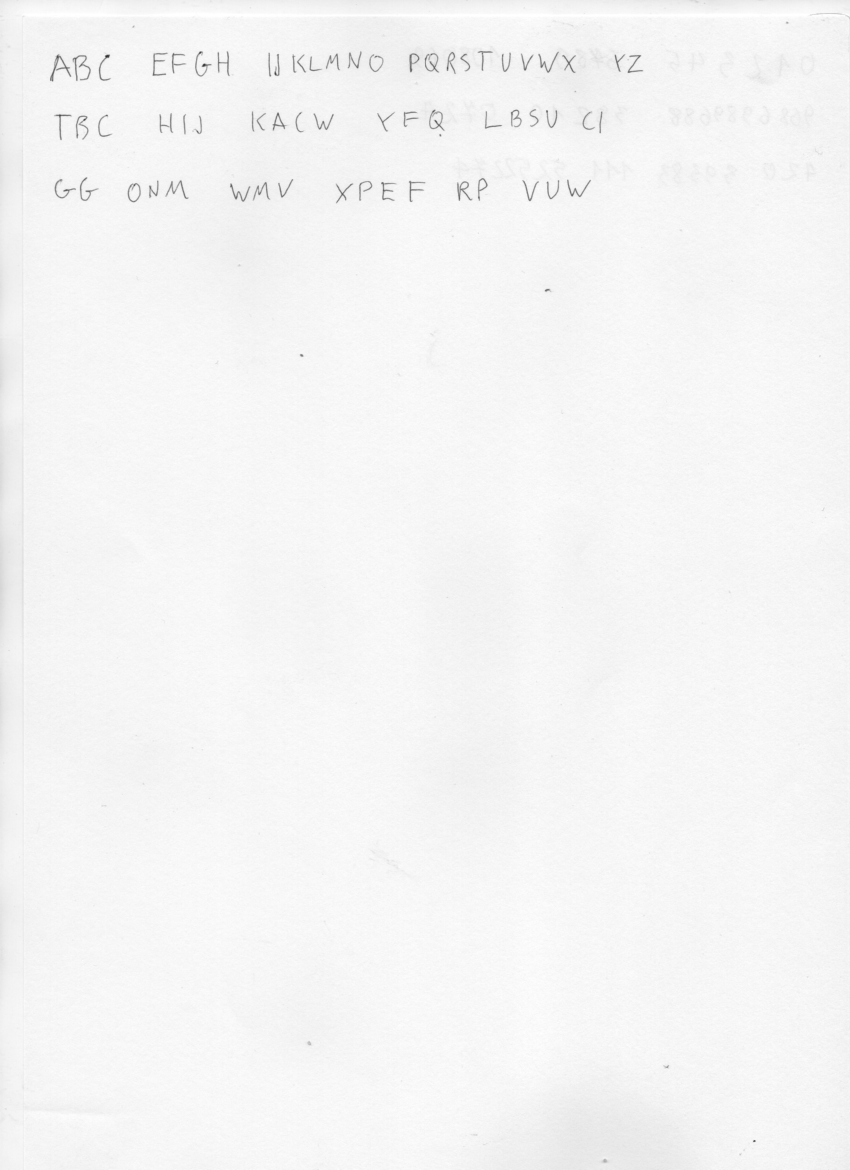 ABC EFGH IJKLMNO PQRSTUVWX YZ
TBC HIJ KACW YFQ LBSU CI
GG ONM WMV XPEF RP VUW